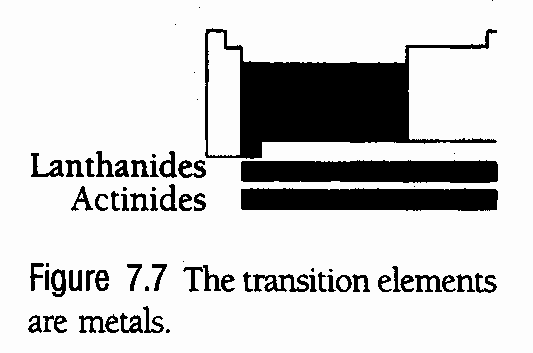 Lanthanides
Actinides
Figure 7.7 The transition elements
are metals.